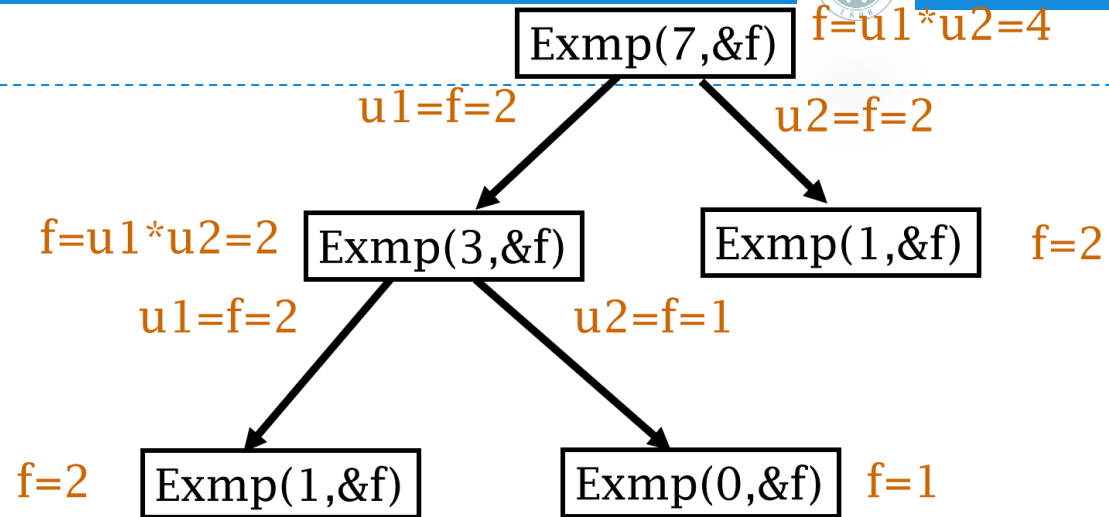 Exmp(7,&f)
f=u1*u2=4
u1=f=2
u2=f=2
f=u1*u2=2
Exmp(3,&f)
Exmp(1,&f)
f=2
u1=f=2
u2=f=1
f=2
Exmp(1,&f)
Exmp(0,&f)
f=1